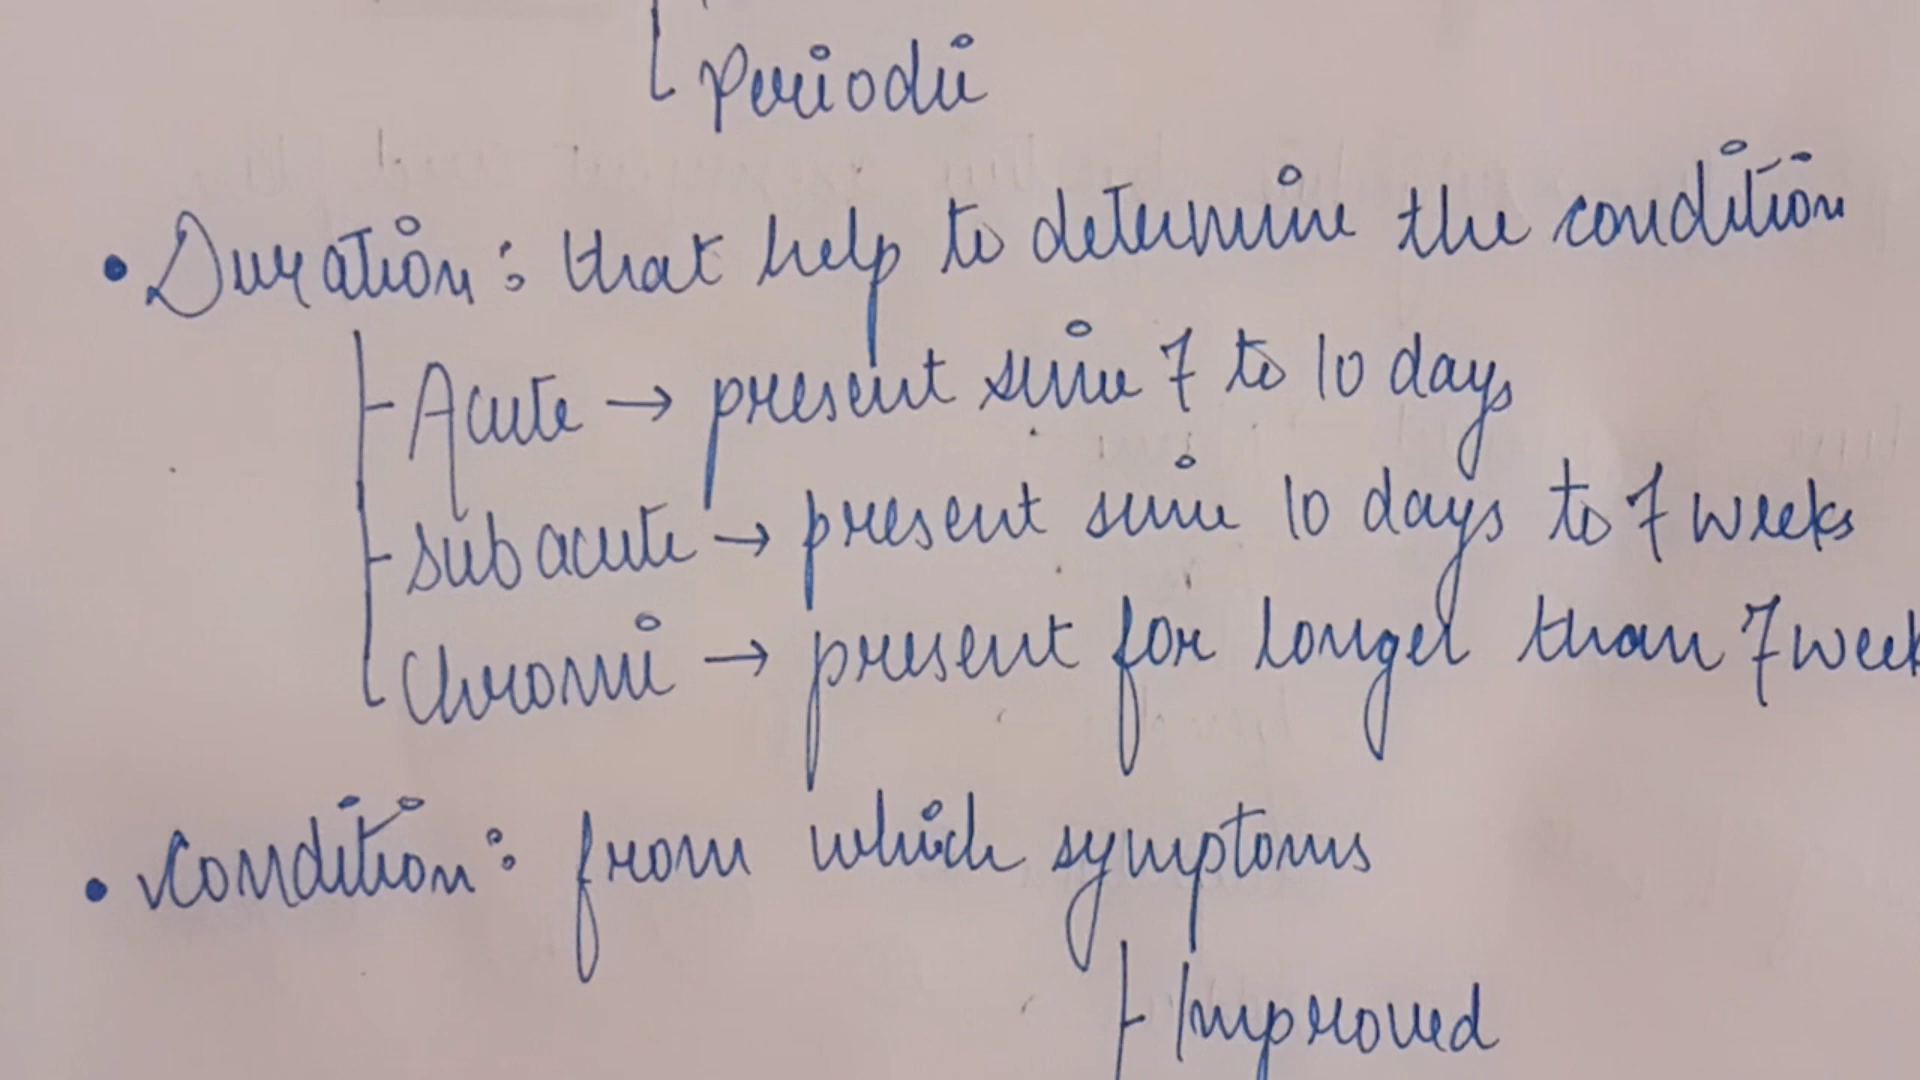 Periodic
• Duration: that help to determine the condition
Acute → present since 7 to 10 days
subacute → present since 10 days to 7 weeks
Chronic → present for longer than 7 week
• Condition: from which symptoms
Improved